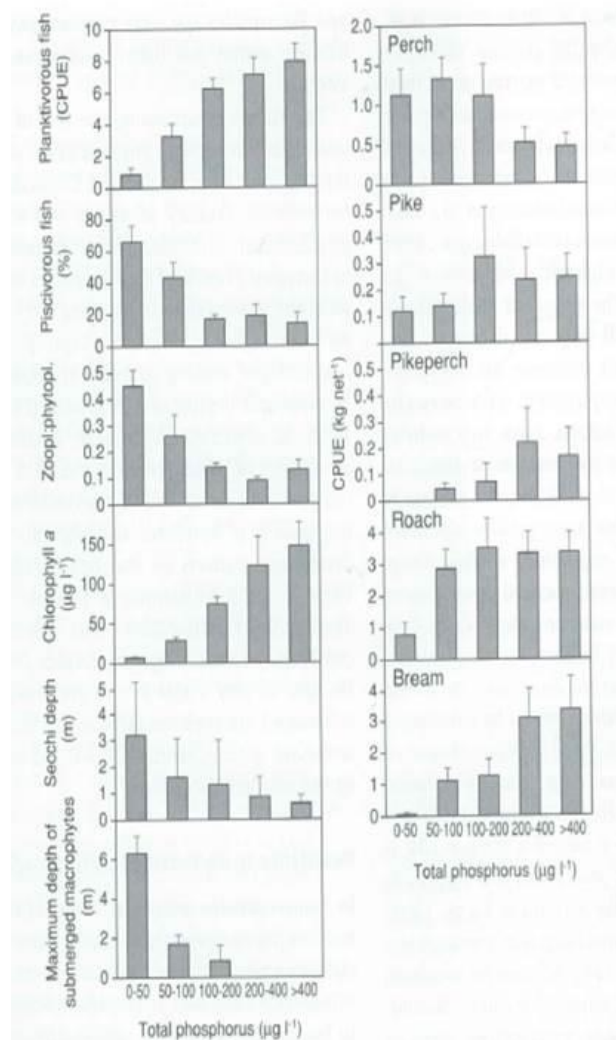 Planktivorous fish
(CPUE)
10
8
6
4
2
0
Piscivorous fish
(%)
80
60
40
20
0
Zoopl:phytopl.
0.5
0.4
0.3
0.2
0.1
0
Chlorophyll a
(µg l⁻¹)
150
100
50
0
Secchi depth
(m)
5
4
3
2
1
0
Maximum depth of
submerged macrophytes
(m)
6
4
2
0
0-50 50-100 100-200 200-400 >400
Total phosphorus (µg l⁻¹)
CPUE (kg net⁻¹)
Perch
2.0
1.5
1.0
0.5
0
Pike
0.5
0.4
0.3
0.2
0.1
0
Pikeperch
0.5
0.4
0.3
0.2
0.1
0
Roach
4
3
2
1
0
Bream
4
3
2
1
0
0-50 50-100 100-200 200-400 >400
Total phosphorus (µg l⁻¹)